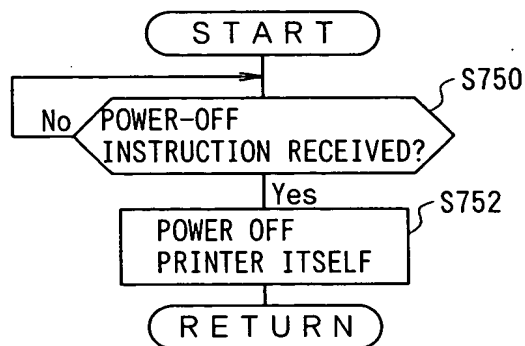 START
S750
No POWER-OFF
INSTRUCTION RECEIVED?
Yes
S752
POWER OFF
PRINTER ITSELF
RETURN